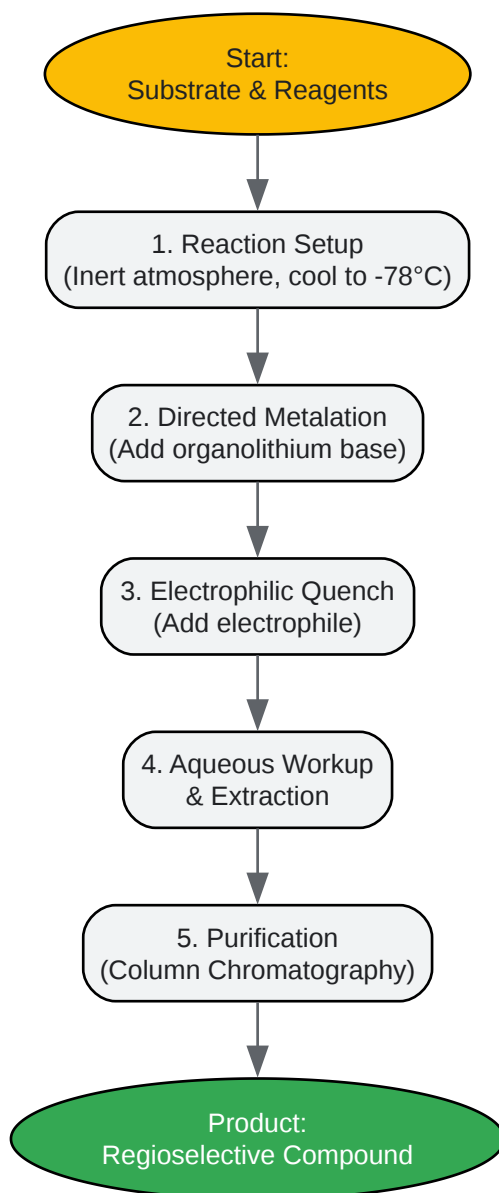 Start:
Substrate & Reagents
1. Reaction Setup
(Inert atmosphere, cool to -78°C)
2. Directed Metalation
(Add organolithium base)
3. Electrophilic Quench
(Add electrophile)
4. Aqueous Workup
& Extraction
5. Purification
(Column Chromatography)
Product:
Regioselective Compound